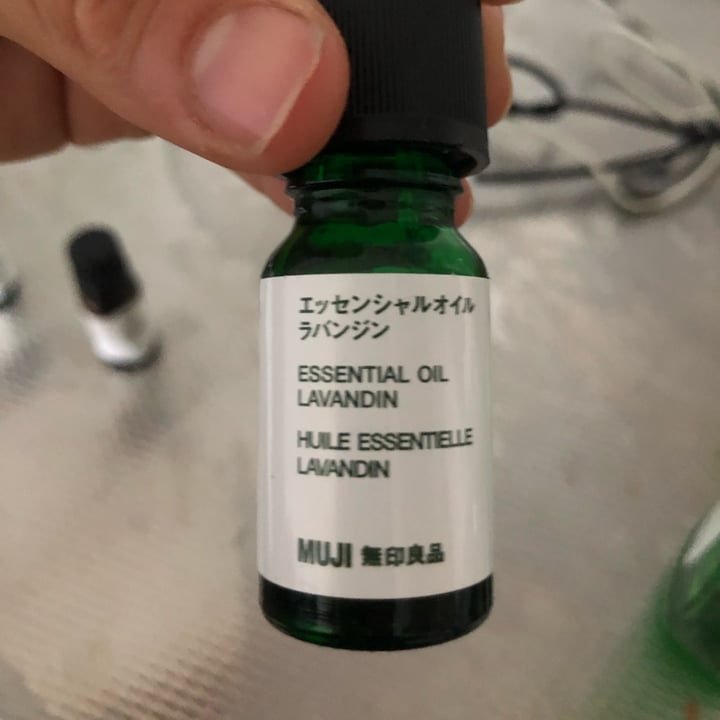 エッセンシャルオイル
ラバンジン
ESSENTIAL OIL
LAVANDIN
HUILE ESSENTIELLE
LAVANDIN
MUJI 無印良品